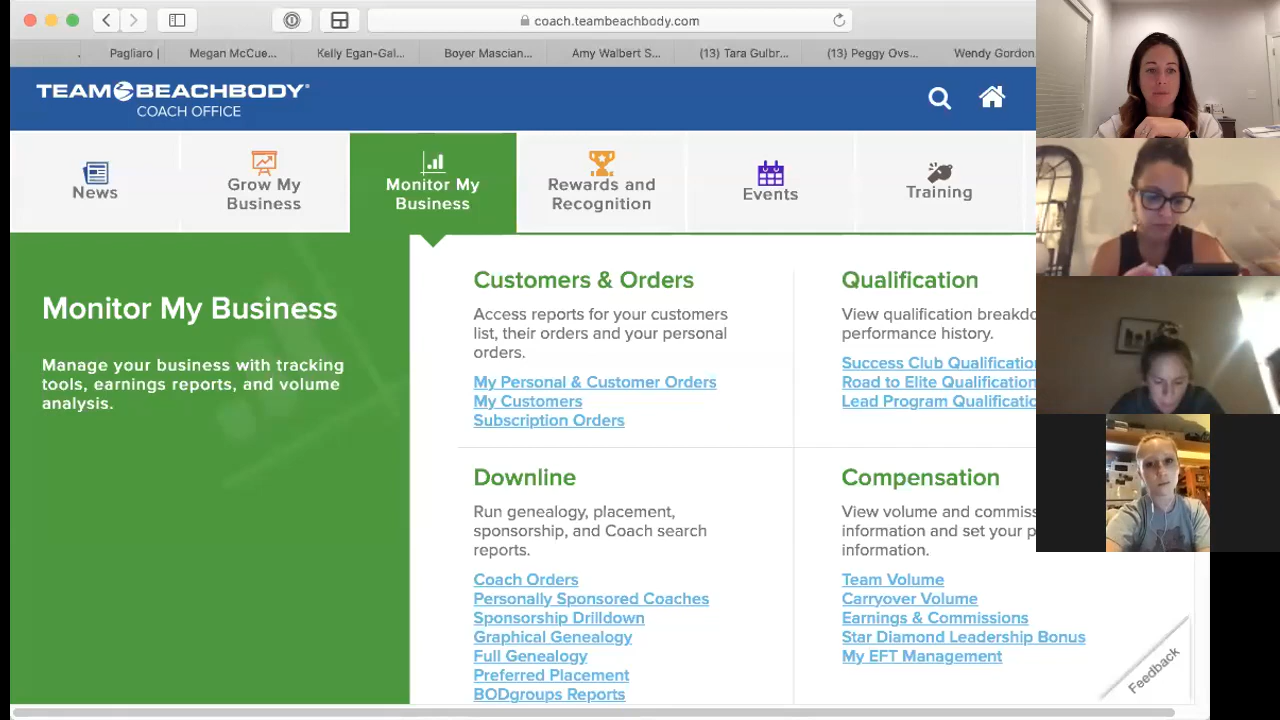 coach.teambeachbody.com
Pagliaro |
Megan McCue...
Kelly Egan-Gal...
Boyer Mascian...
Amy Walbert S...
(13) Tara Gulbr...
(13) Peggy Ovs...
Wendy Gordon
TEAM BEACHBODY®
COACH OFFICE
News
Grow My
Business
Monitor My
Business
Rewards and
Recognition
Events
Training
Monitor My Business
Manage your business with tracking
tools, earnings reports, and volume
analysis.
Customers & Orders
Access reports for your customers
list, their orders and your personal
orders.
My Personal & Customer Orders
My Customers
Subscription Orders
Qualification
View qualification breakdo
performance history.
Success Club Qualification
Road to Elite Qualification
Lead Program Qualificatio
Downline
Run genealogy, placement,
sponsorship, and Coach search
reports.
Coach Orders
Personally Sponsored Coaches
Sponsorship Drilldown
Graphical Genealogy
Full Genealogy
Preferred Placement
BODgroups Reports
Compensation
View volume and commiss
information and set your p
information.
Team Volume
Carryover Volume
Earnings & Commissions
Star Diamond Leadership Bonus
My EFT Management
Feedback